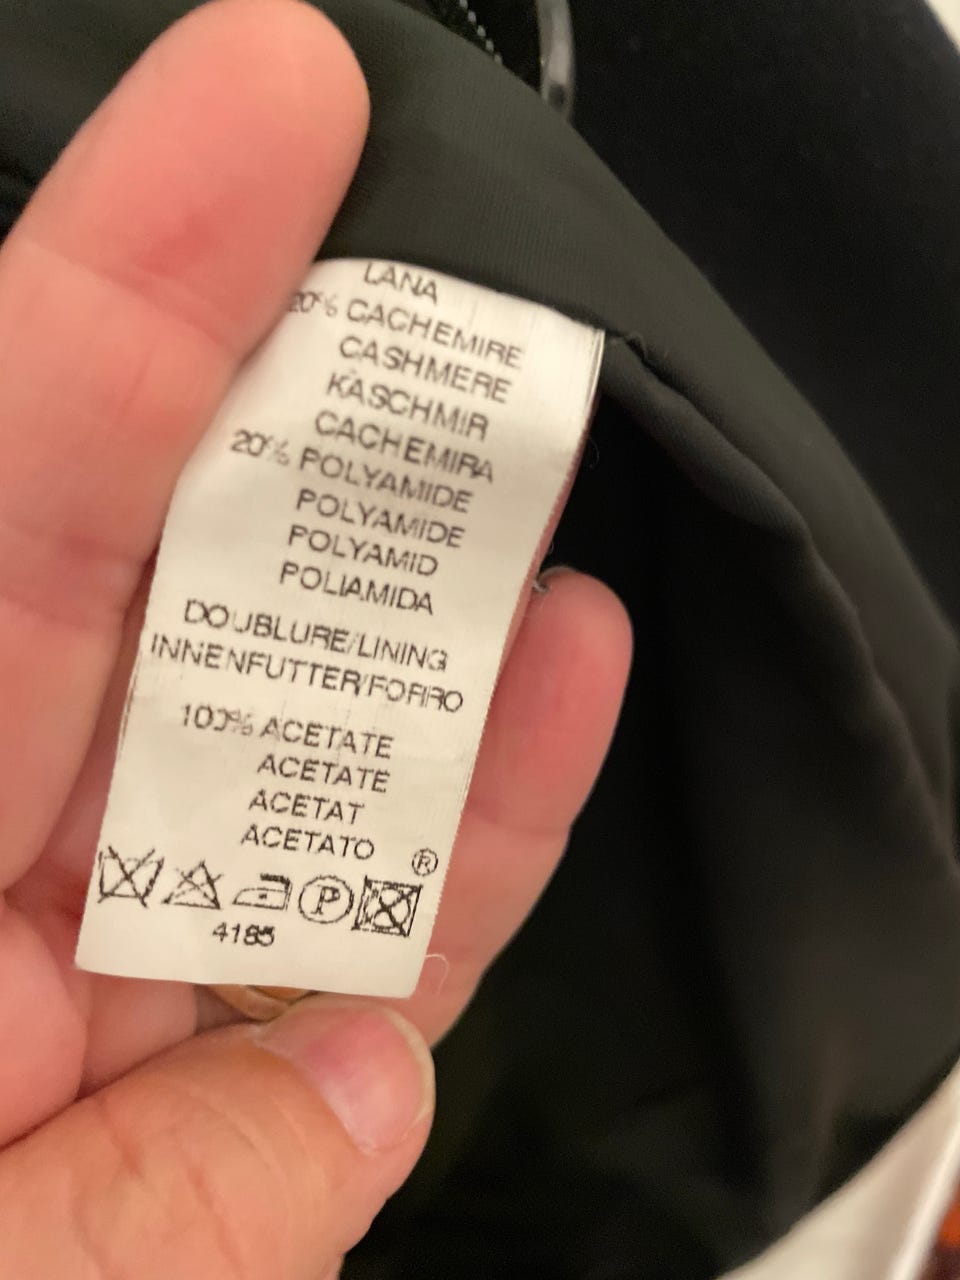 LANA
20% CACHEMIRE
CASHMERE
KASCHMIR
CACHEMIRA
20% POLYAMIDE
POLYAMIDE
POLYAMID
POLIAMIDA
DOUBLURE/LINING
INNENFUTTER/FORRO
100% ACETATE
ACETATE
ACETAT
ACETATO
®
P
4185